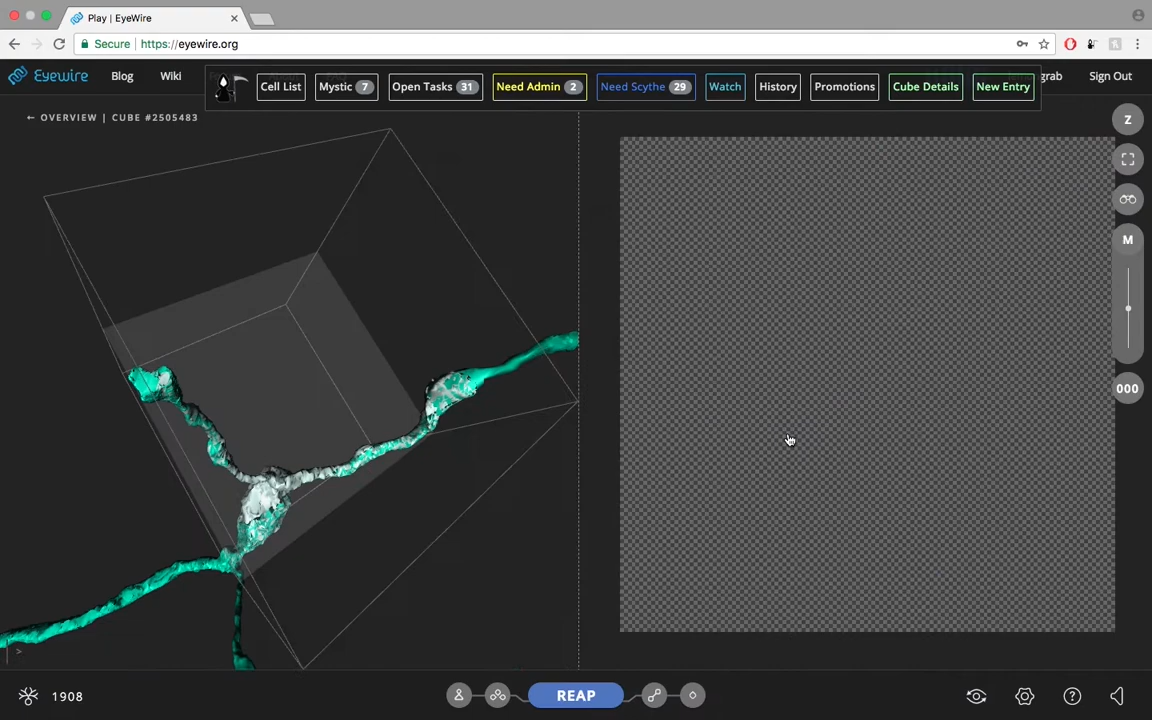 Play | EyeWire
Secure https://eyewire.org
Eyewire Blog Wiki Cell List Mystic 7 Open Tasks 31 Need Admin 2 Need Scythe 29 Watch History Promotions Cube Details New Entry grab Sign Out
← OVERVIEW | CUBE #2505483
Z
M
000
>
1908 REAP ?